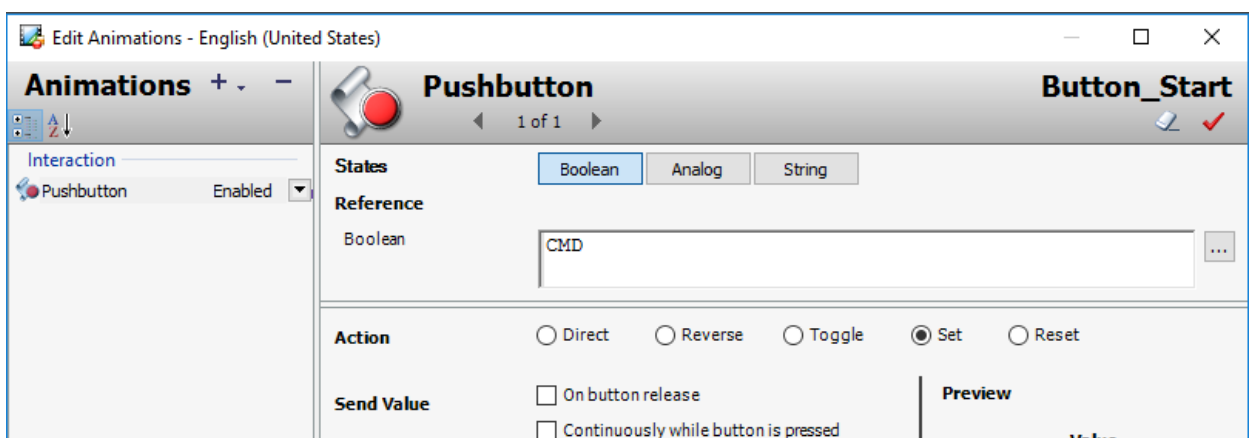 Edit Animations - English (United States)
Animations
Pushbutton
Button_Start
1 of 1
Interaction
Pushbutton Enabled
States
Boolean Analog String
Reference
Boolean
CMD
...
Action
Direct Reverse Toggle Set Reset
Send Value
On button release
Continuously while button is pressed
Preview
Value